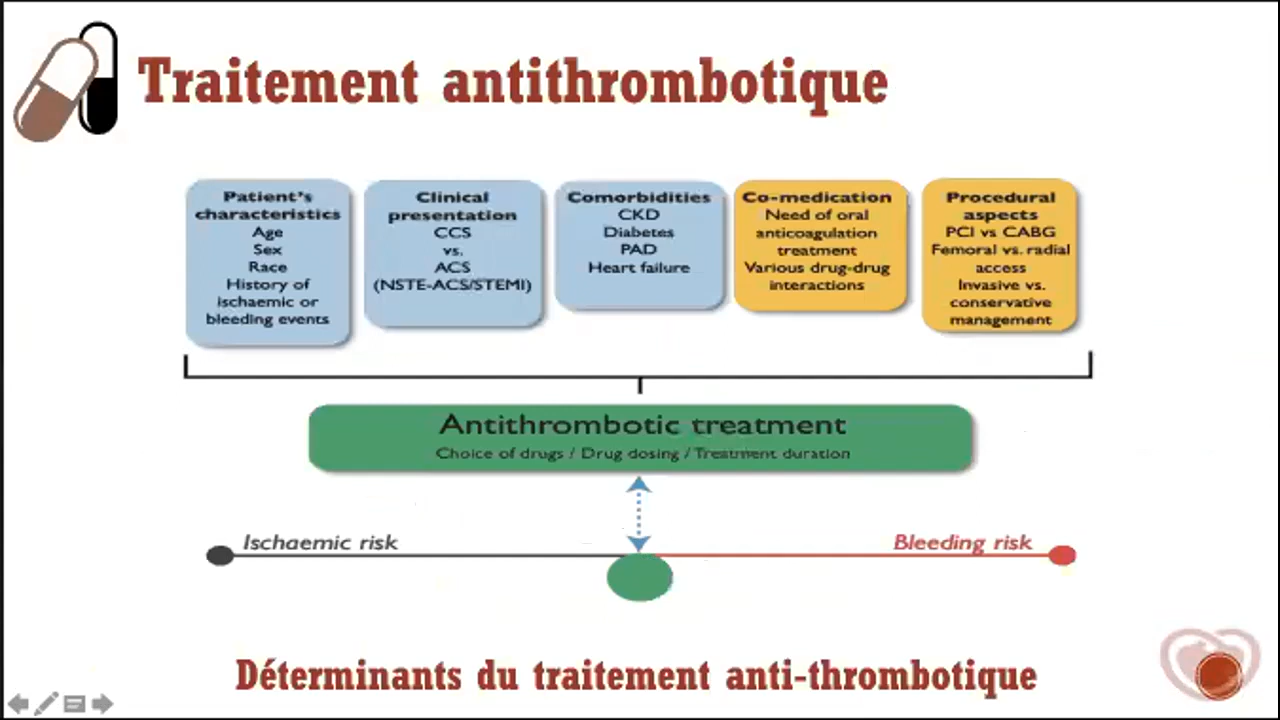 Traitement antithrombotique
Patient's
characteristics
Age
Sex
Race
History of
ischaemic or
bleeding events
Clinical
presentation
CCS
vs.
ACS
(NSTE-ACS/STEMI)
Comorbidities
CKD
Diabetes
PAD
Heart failure
Co-medication
Need of oral
anticoagulation
treatment
Various drug-drug
interactions
Procedural
aspects
PCI vs CABG
Femoral vs. radial
access
Invasive vs.
conservative
management
Antithrombotic treatment
Choice of drugs / Drug dosing / Treatment duration
Ischaemic risk
Bleeding risk
Déterminants du traitement anti-thrombotique